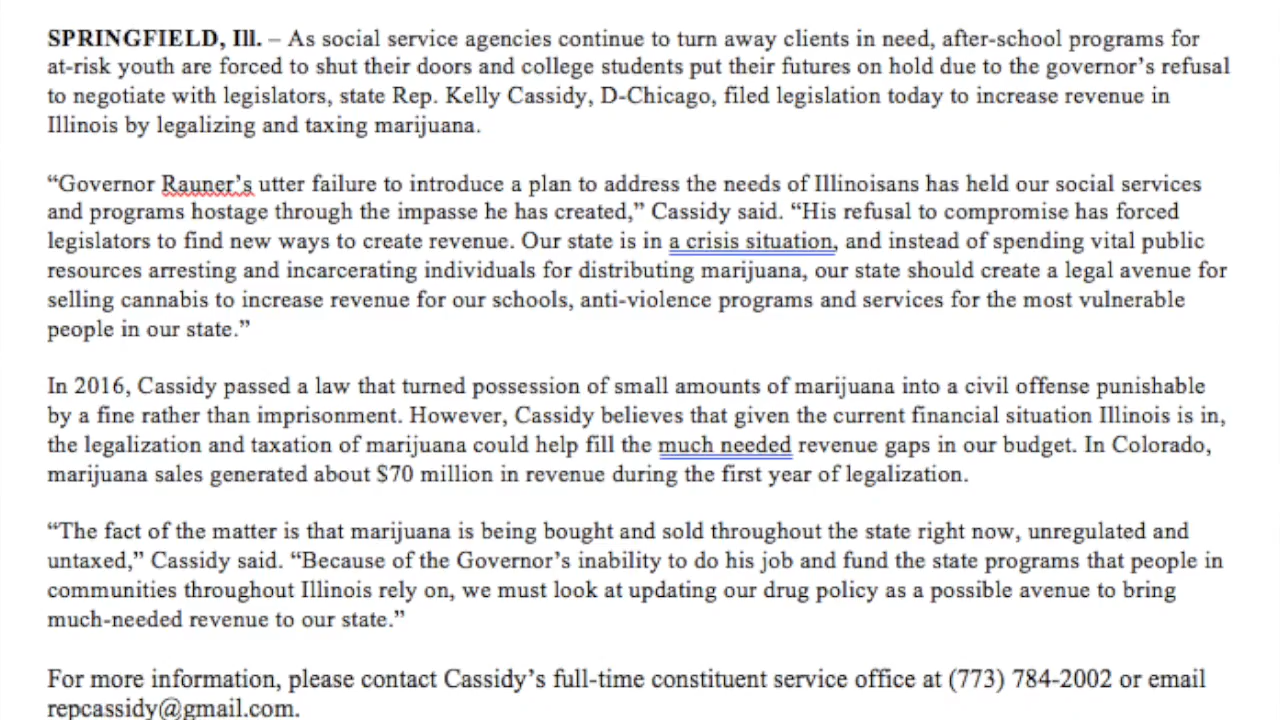 SPRINGFIELD, Ill. – As social service agencies continue to turn away clients in need, after-school programs for
at-risk youth are forced to shut their doors and college students put their futures on hold due to the governor’s refusal
to negotiate with legislators, state Rep. Kelly Cassidy, D-Chicago, filed legislation today to increase revenue in
Illinois by legalizing and taxing marijuana.
“Governor Rauner’s utter failure to introduce a plan to address the needs of Illinoisans has held our social services
and programs hostage through the impasse he has created,” Cassidy said. “His refusal to compromise has forced
legislators to find new ways to create revenue. Our state is in a crisis situation, and instead of spending vital public
resources arresting and incarcerating individuals for distributing marijuana, our state should create a legal avenue for
selling cannabis to increase revenue for our schools, anti-violence programs and services for the most vulnerable
people in our state.”
In 2016, Cassidy passed a law that turned possession of small amounts of marijuana into a civil offense punishable
by a fine rather than imprisonment. However, Cassidy believes that given the current financial situation Illinois is in,
the legalization and taxation of marijuana could help fill the much needed revenue gaps in our budget. In Colorado,
marijuana sales generated about $70 million in revenue during the first year of legalization.
“The fact of the matter is that marijuana is being bought and sold throughout the state right now, unregulated and
untaxed,” Cassidy said. “Because of the Governor’s inability to do his job and fund the state programs that people in
communities throughout Illinois rely on, we must look at updating our drug policy as a possible avenue to bring
much-needed revenue to our state.”
For more information, please contact Cassidy’s full-time constituent service office at (773) 784-2002 or email
repcassidy@gmail.com.